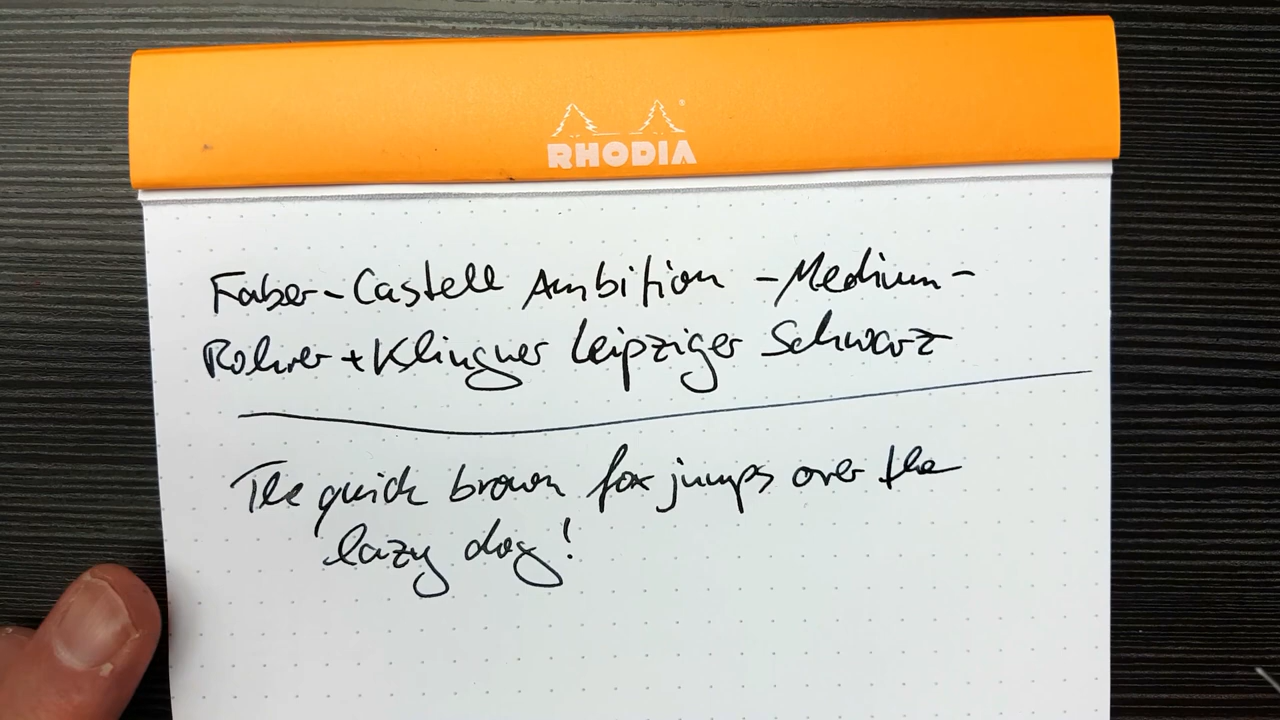 RHODIA
Faber-Castell Ambition - Medium -
Rohrer + Klingner Leipziger Schwarz
The quick brown fox jumps over the
lazy dog!